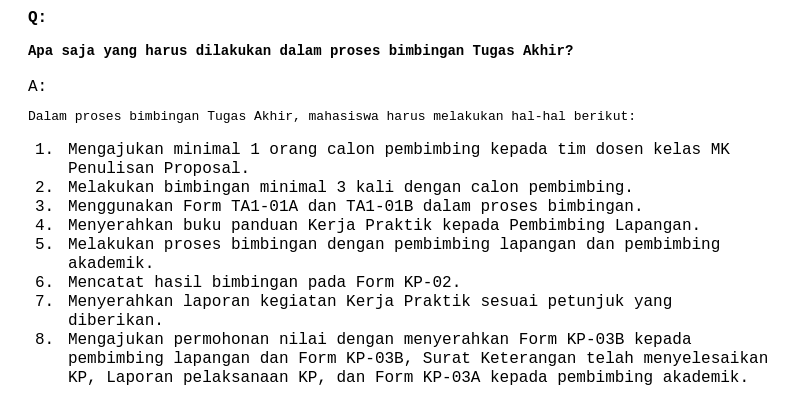 Q:
Apa saja yang harus dilakukan dalam proses bimbingan Tugas Akhir?
A:
Dalam proses bimbingan Tugas Akhir, mahasiswa harus melakukan hal-hal berikut:
1. Mengajukan minimal 1 orang calon pembimbing kepada tim dosen kelas MK
Penulisan Proposal.
2. Melakukan bimbingan minimal 3 kali dengan calon pembimbing.
3. Menggunakan Form TA1-01A dan TA1-01B dalam proses bimbingan.
4. Menyerahkan buku panduan Kerja Praktik kepada Pembimbing Lapangan.
5. Melakukan proses bimbingan dengan pembimbing lapangan dan pembimbing
akademik.
6. Mencatat hasil bimbingan pada Form KP-02.
7. Menyerahkan laporan kegiatan Kerja Praktik sesuai petunjuk yang
diberikan.
8. Mengajukan permohonan nilai dengan menyerahkan Form KP-03B kepada
pembimbing lapangan dan Form KP-03B, Surat Keterangan telah menyelesaikan
KP, Laporan pelaksanaan KP, dan Form KP-03A kepada pembimbing akademik.